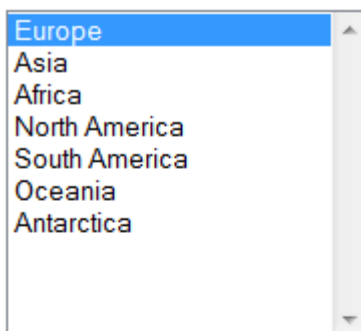 Europe
Asia
Africa
North America
South America
Oceania
Antarctica